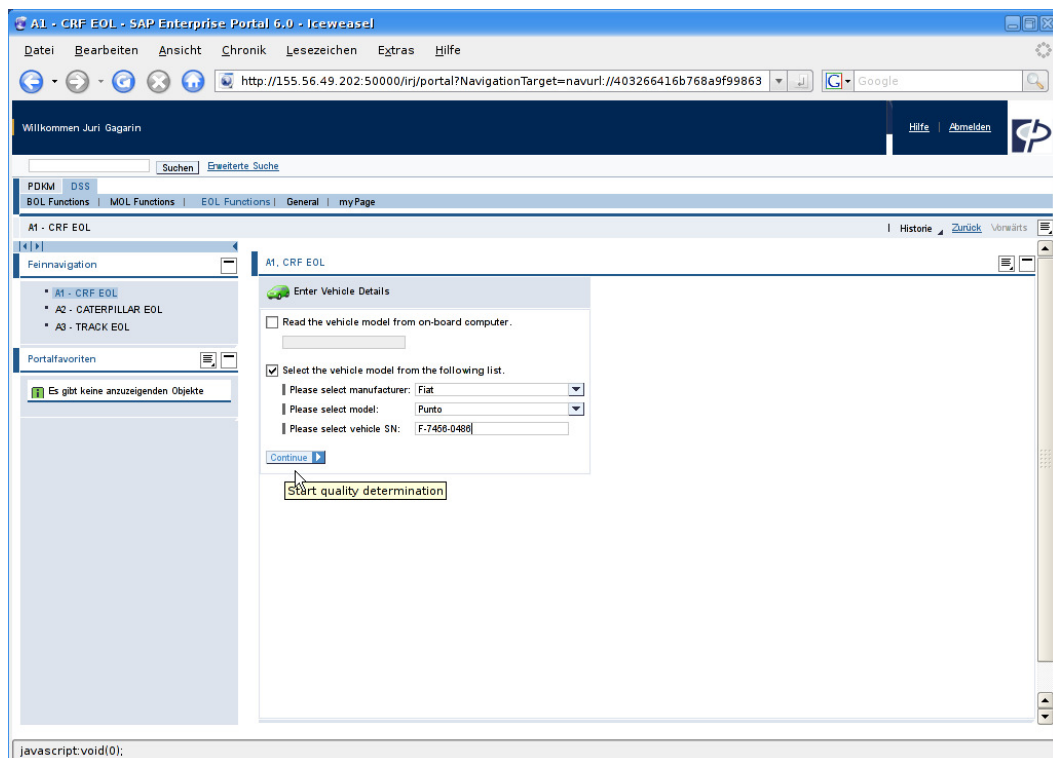 A1 - CRF EOL - SAP Enterprise Portal 6.0 - Iceweasel
Datei Bearbeiten Ansicht Chronik Lesezeichen Extras Hilfe
http://155.56.49.202:50000/irj/portal?NavigationTarget=navurl://403266416b768a9f99863 G Google
Willkommen Juri Gagarin Hilfe | Abmelden
Suchen Erweiterte Suche
PDKM DSS
BOL Functions | MOL Functions | EOL Functions | General | myPage
A1 - CRF EOL | Historie Zurück Vorwärts
Feinnavigation
A1 - CRF EOL
A2 - CATERPILLAR EOL
A3 - TRACK EOL
Portalfavoriten
Es gibt keine anzuzeigenden Objekte
A1, CRF EOL
Enter Vehicle Details
Read the vehicle model from on-board computer.
Select the vehicle model from the following list.
Please select manufacturer: Fiat
Please select model: Punto
Please select vehicle SN: F-7456-0486
Continue
Start quality determination
javascript:void(0);